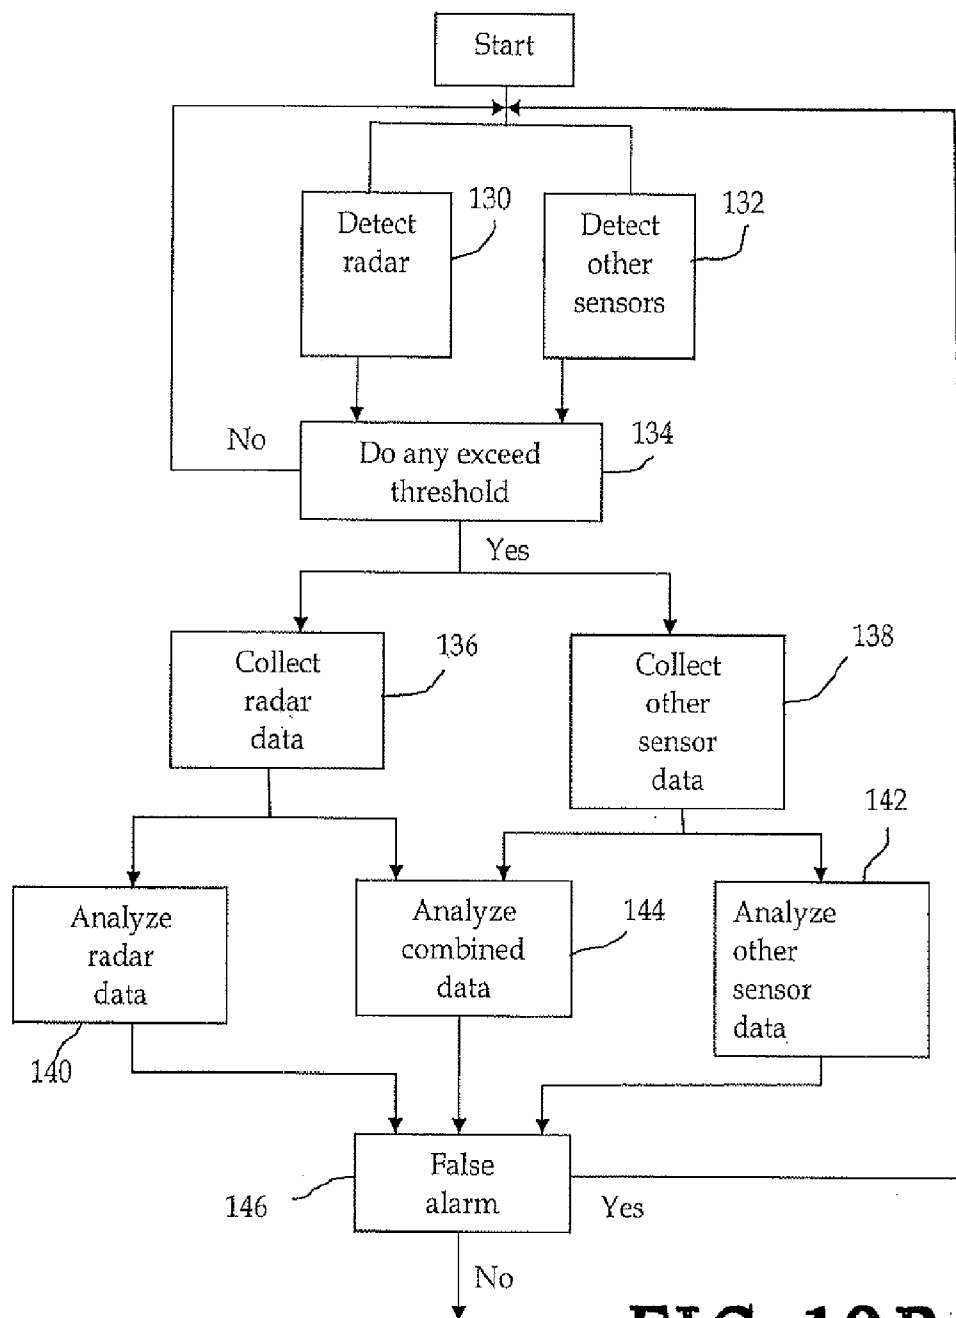 Start
130
Detect
radar
132
Detect
other
sensors
No
134
Do any exceed
threshold
Yes
136
Collect
radar
data
138
Collect
other
sensor
data
142
Analyze
radar
data
140
Analyze
combined
data
144
Analyze
other
sensor
data
False
alarm
146
Yes
No